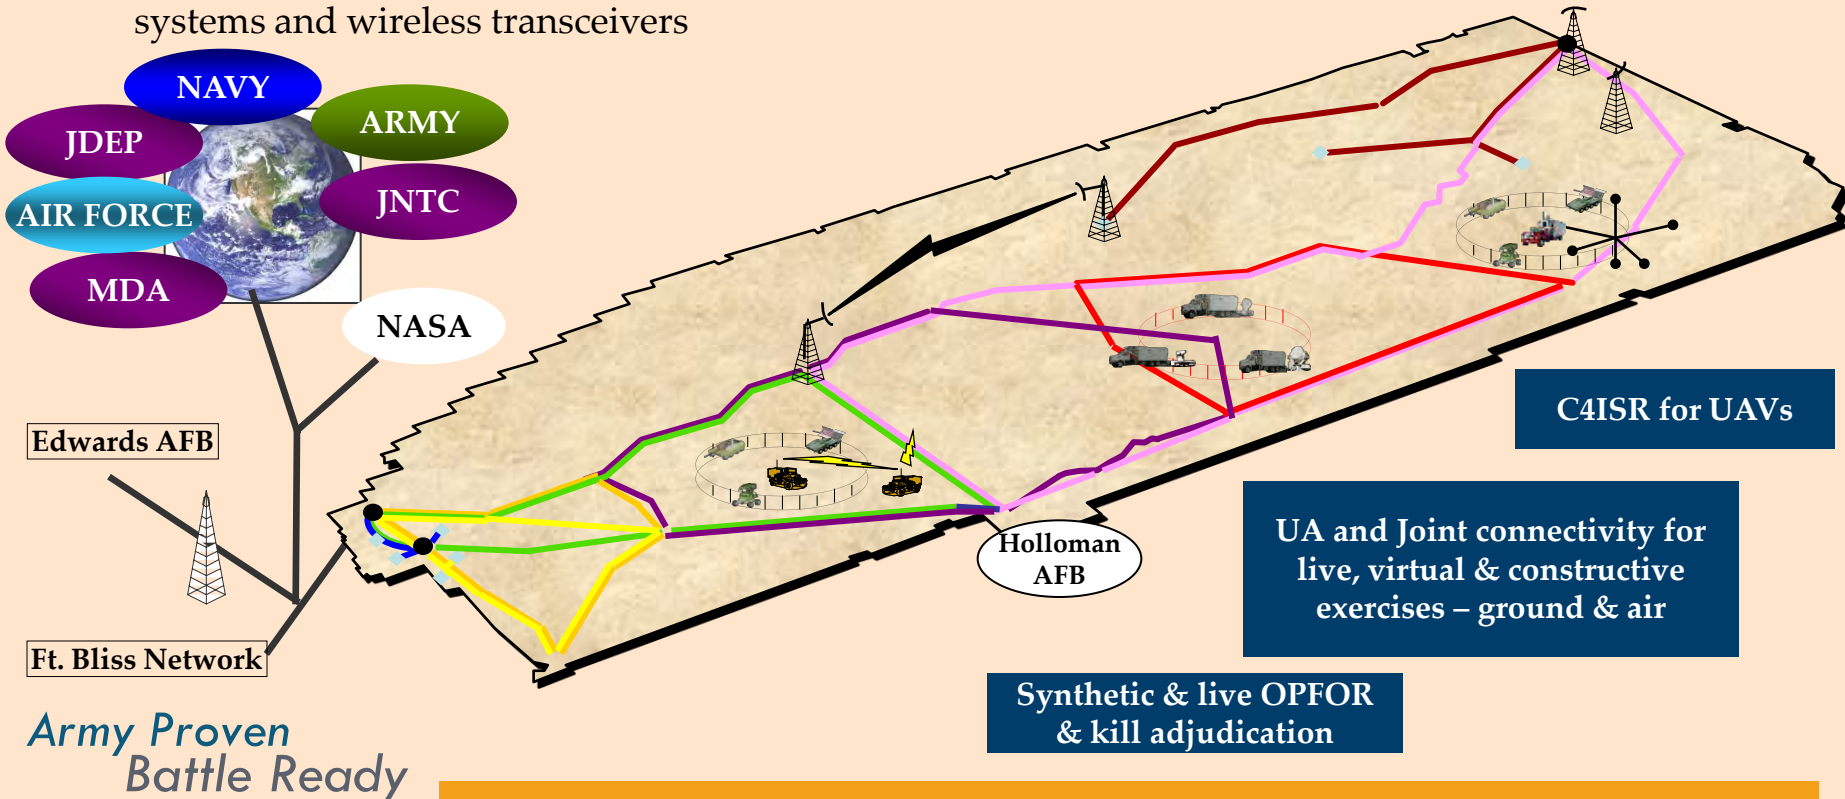 systems and wireless transceivers
NAVY
ARMY
JDEP
JNTC
AIR FORCE
MDA
NASA
Edwards AFB
Ft. Bliss Network
Holloman
AFB
C4ISR for UAVs
UA and Joint connectivity for
live, virtual & constructive
exercises – ground & air
Synthetic & live OPFOR
& kill adjudication
Army Proven
Battle Ready